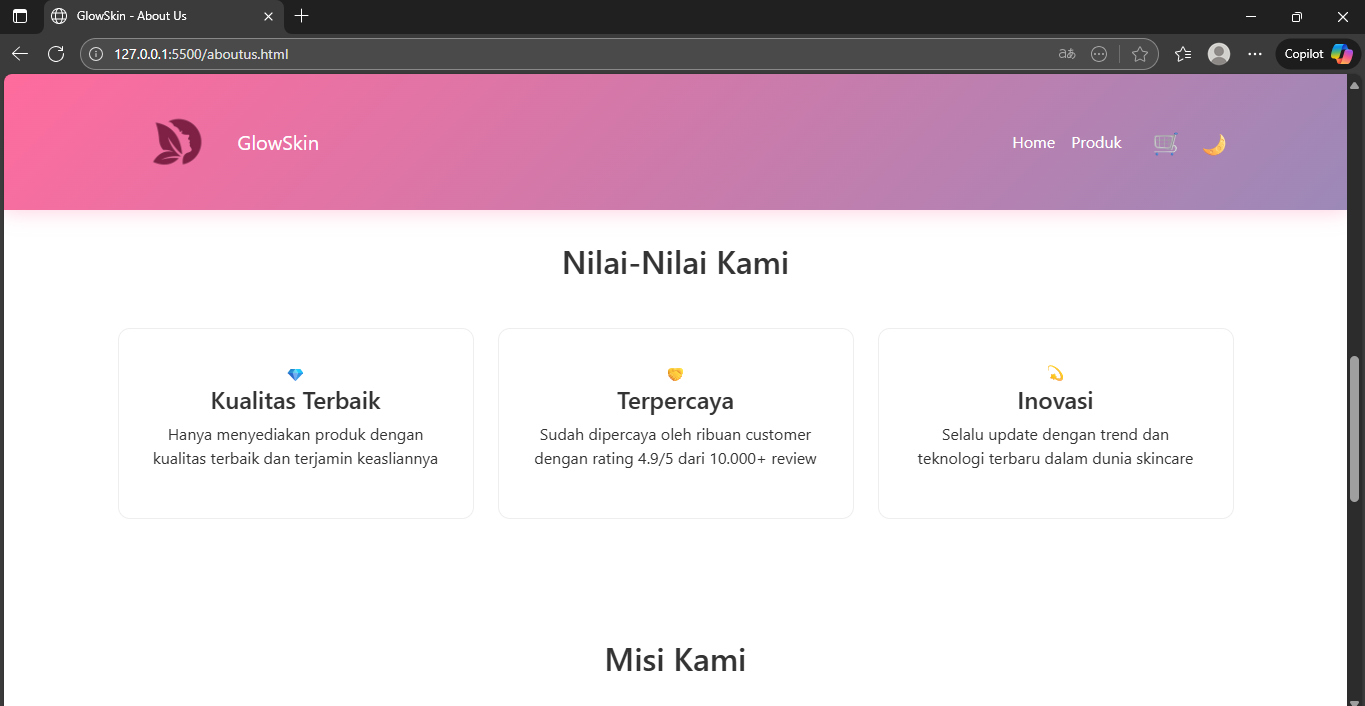 GlowSkin - About Us
127.0.0.1:5500/aboutus.html
aあ
Copilot
GlowSkin
Home Produk
Nilai-Nilai Kami
Kualitas Terbaik
Hanya menyediakan produk dengan
kualitas terbaik dan terjamin keasliannya
Terpercaya
Sudah dipercaya oleh ribuan customer
dengan rating 4.9/5 dari 10.000+ review
Inovasi
Selalu update dengan trend dan
teknologi terbaru dalam dunia skincare
Misi Kami